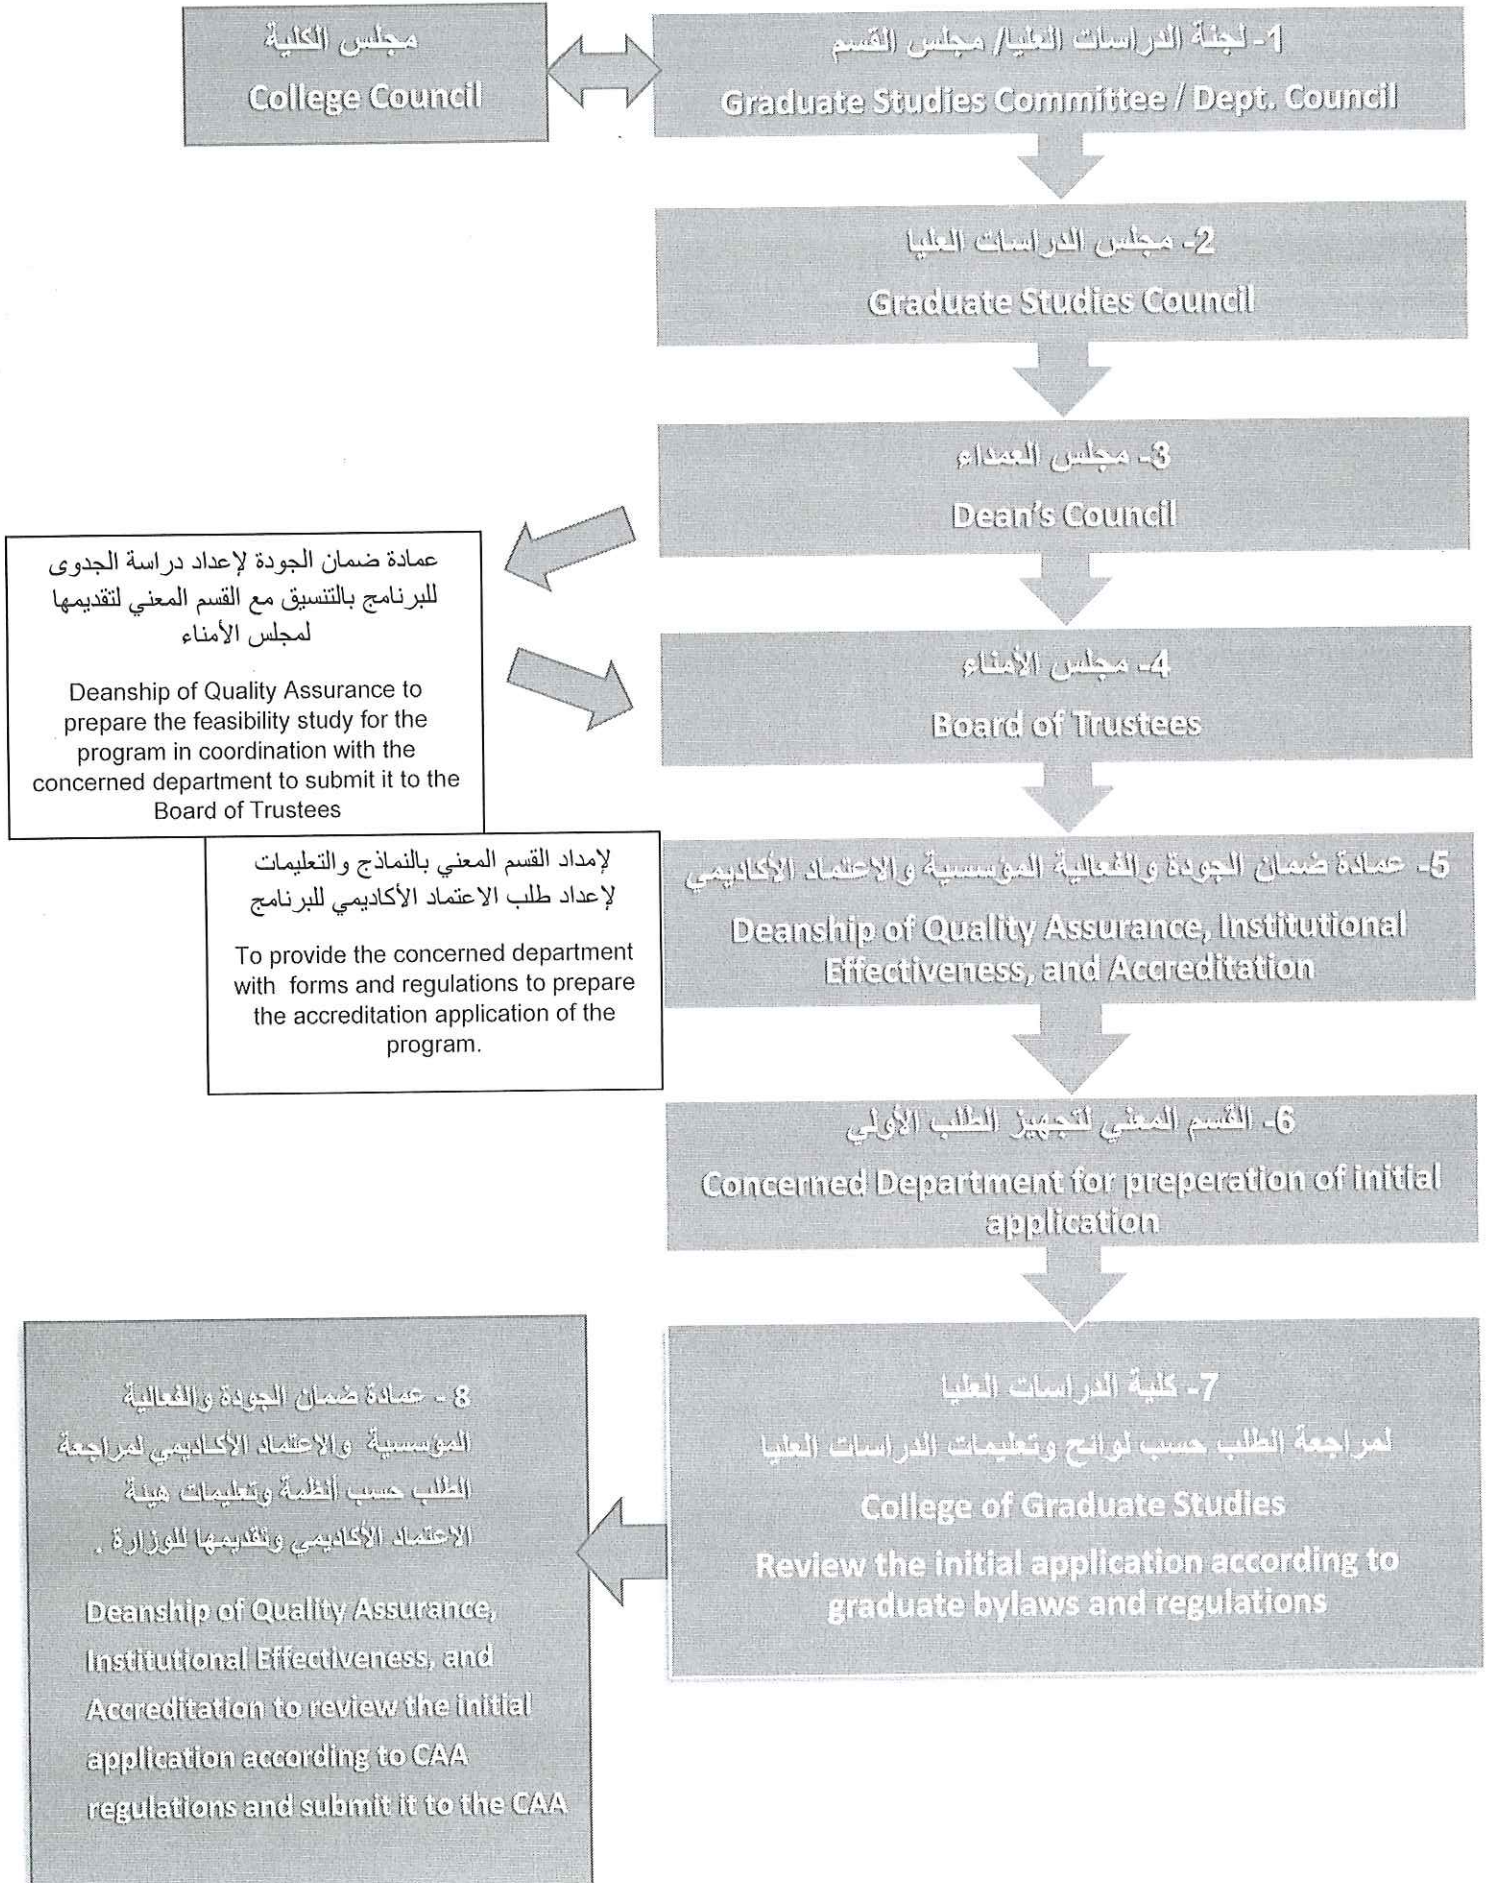 مجلس الكلية
College Council
1- لجنة الدراسات العليا/ مجلس القسم
Graduate Studies Committee / Dept. Council
2- مجلس الدراسات العليا
Graduate Studies Council
3- مجلس العمداء
Dean's Council
عمادة ضمان الجودة لإعداد دراسة الجدوى
للبرنامج بالتنسيق مع القسم المعني لتقديمها
لمجلس الأمناء
Deanship of Quality Assurance to
prepare the feasibility study for the
program in coordination with the
concerned department to submit it to the
Board of Trustees
4- مجلس الأمناء
Board of Trustees
لإمداد القسم المعني بالنماذج والتعليمات
لإعداد طلب الاعتماد الأكاديمي للبرنامج
To provide the concerned department
with forms and regulations to prepare
the accreditation application of the
program.
5- عمادة ضمان الجودة والفعالية المؤسسية والاعتماد الأكاديمي
Deanship of Quality Assurance, Institutional
Effectiveness, and Accreditation
6- القسم المعني لتجهيز الطلب الأولي
Concerned Department for preperation of initial
application
7- كلية الدراسات العليا
لمراجعة الطلب حسب لوائح وتعليمات الدراسات العليا
College of Graduate Studies
Review the initial application according to
graduate bylaws and regulations
8 - عمادة ضمان الجودة والفعالية
المؤسسية والاعتماد الأكاديمي لمراجعة
الطلب حسب أنظمة وتعليمات هيئة
الاعتماد الأكاديمي وتقديمها للوزارة .
Deanship of Quality Assurance,
Institutional Effectiveness, and
Accreditation to review the initial
application according to CAA
regulations and submit it to the CAA